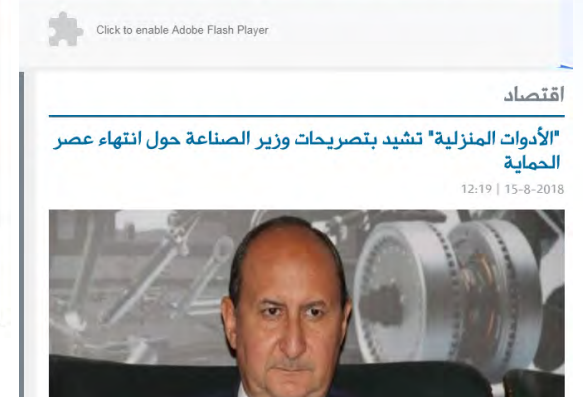 Click to enable Adobe Flash Player
اقتصاد
"الأدوات المنزلية" تشيد بتصريحات وزير الصناعة حول انتهاء عصر
الحماية
12:19 | 15-8-2018